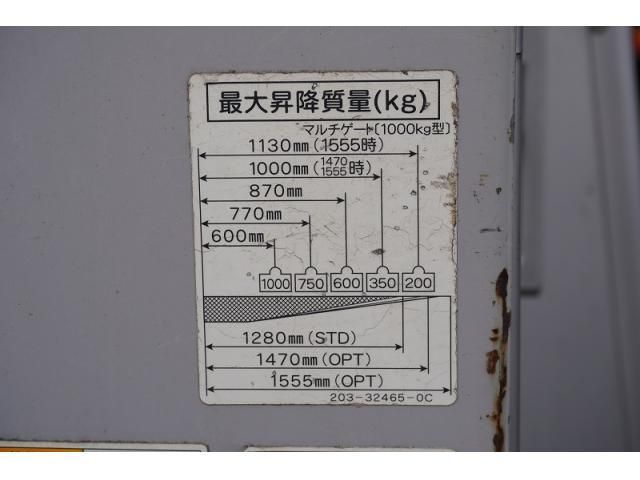 最大昇降質量(kg)
マルチゲート〔1000kg型〕
1130mm(1555時)
1000mm(1470
1555時)
870mm
770mm
600mm
1000 750 600 350 200
1280mm(STD)
1470mm(OPT)
1555mm(OPT)
203-32465-0C